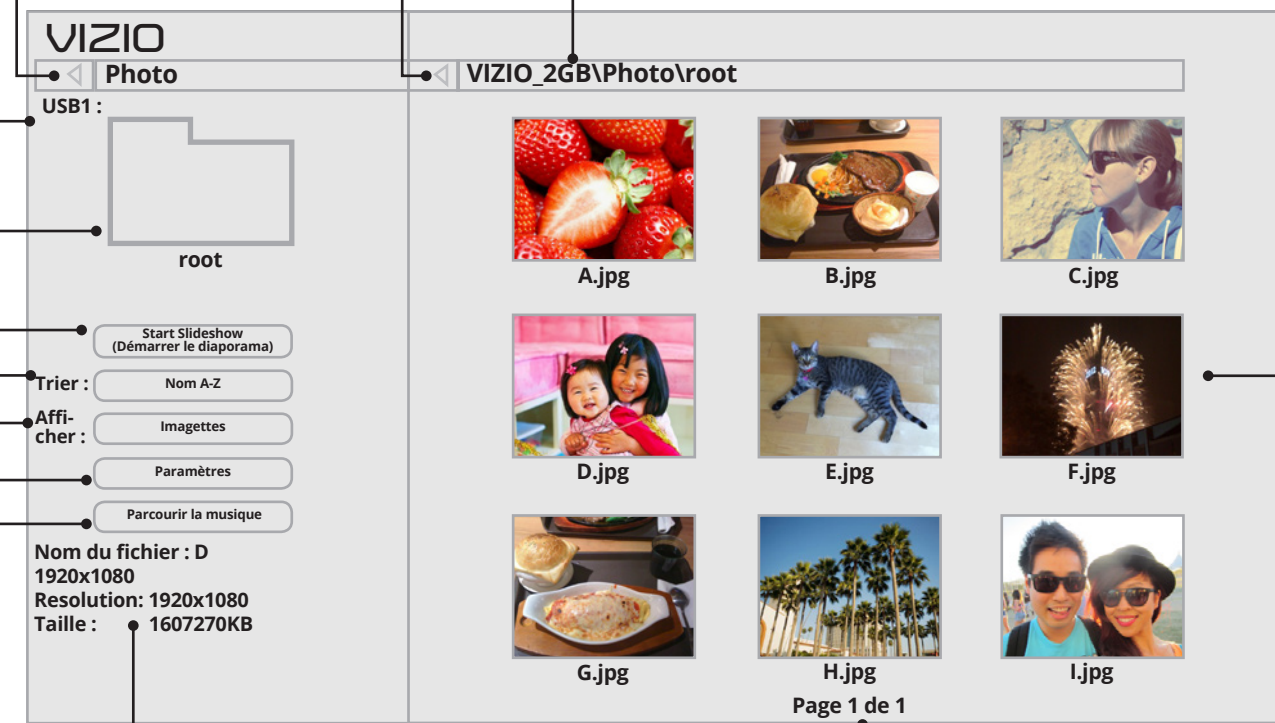 VIZIO
Photo
VIZIO_2GB\Photo\root
USB1 :
root
Start Slideshow
(Démarrer le diaporama)
Trier :
Nom A-Z
Affi-
cher :
Imagettes
Paramètres
Parcourir la musique
Nom du fichier : D
1920x1080
Resolution: 1920x1080
Taille : 1607270KB
A.jpg
B.jpg
C.jpg
D.jpg
E.jpg
F.jpg
G.jpg
H.jpg
I.jpg
Page 1 de 1